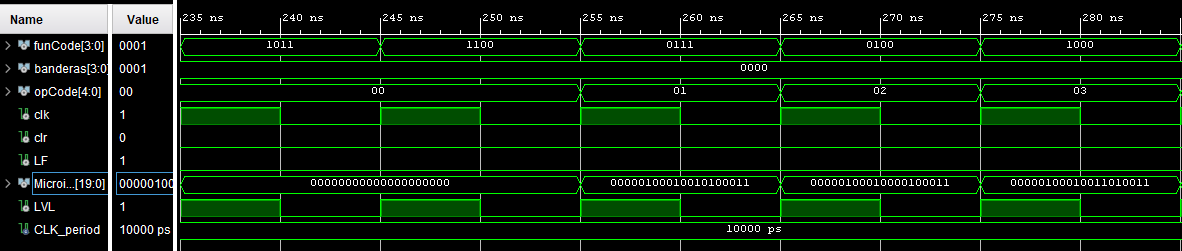 Name Value 235 ns 240 ns 245 ns 250 ns 255 ns 260 ns 265 ns 270 ns 275 ns 280 ns
funCode[3:0] 0001 1011 1100 0111 0100 1000
banderas[3:0] 0001 0000
opCode[4:0] 00 00 01 02 03
clk 1
clr 0
LF 1
Microi...[19:0] 00000100 00000000000000000000 00000100010010100011 00000100010000100011 00000100010011010011
LVL 1
CLK_period 10000 ps 10000 ps